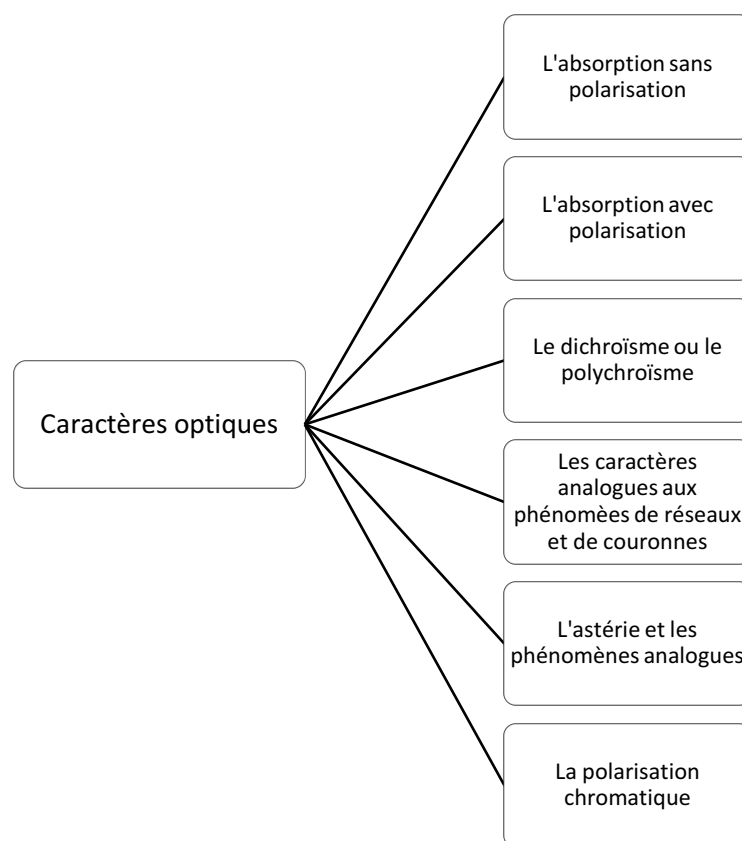 L'absorption sans
polarisation
L'absorption avec
polarisation
Le dichroïsme ou le
polychroïsme
Caractères optiques
Les caractères
analogues aux
phénomèes de réseaux
et de couronnes
L'astérie et les
phénomènes analogues
La polarisation
chromatique